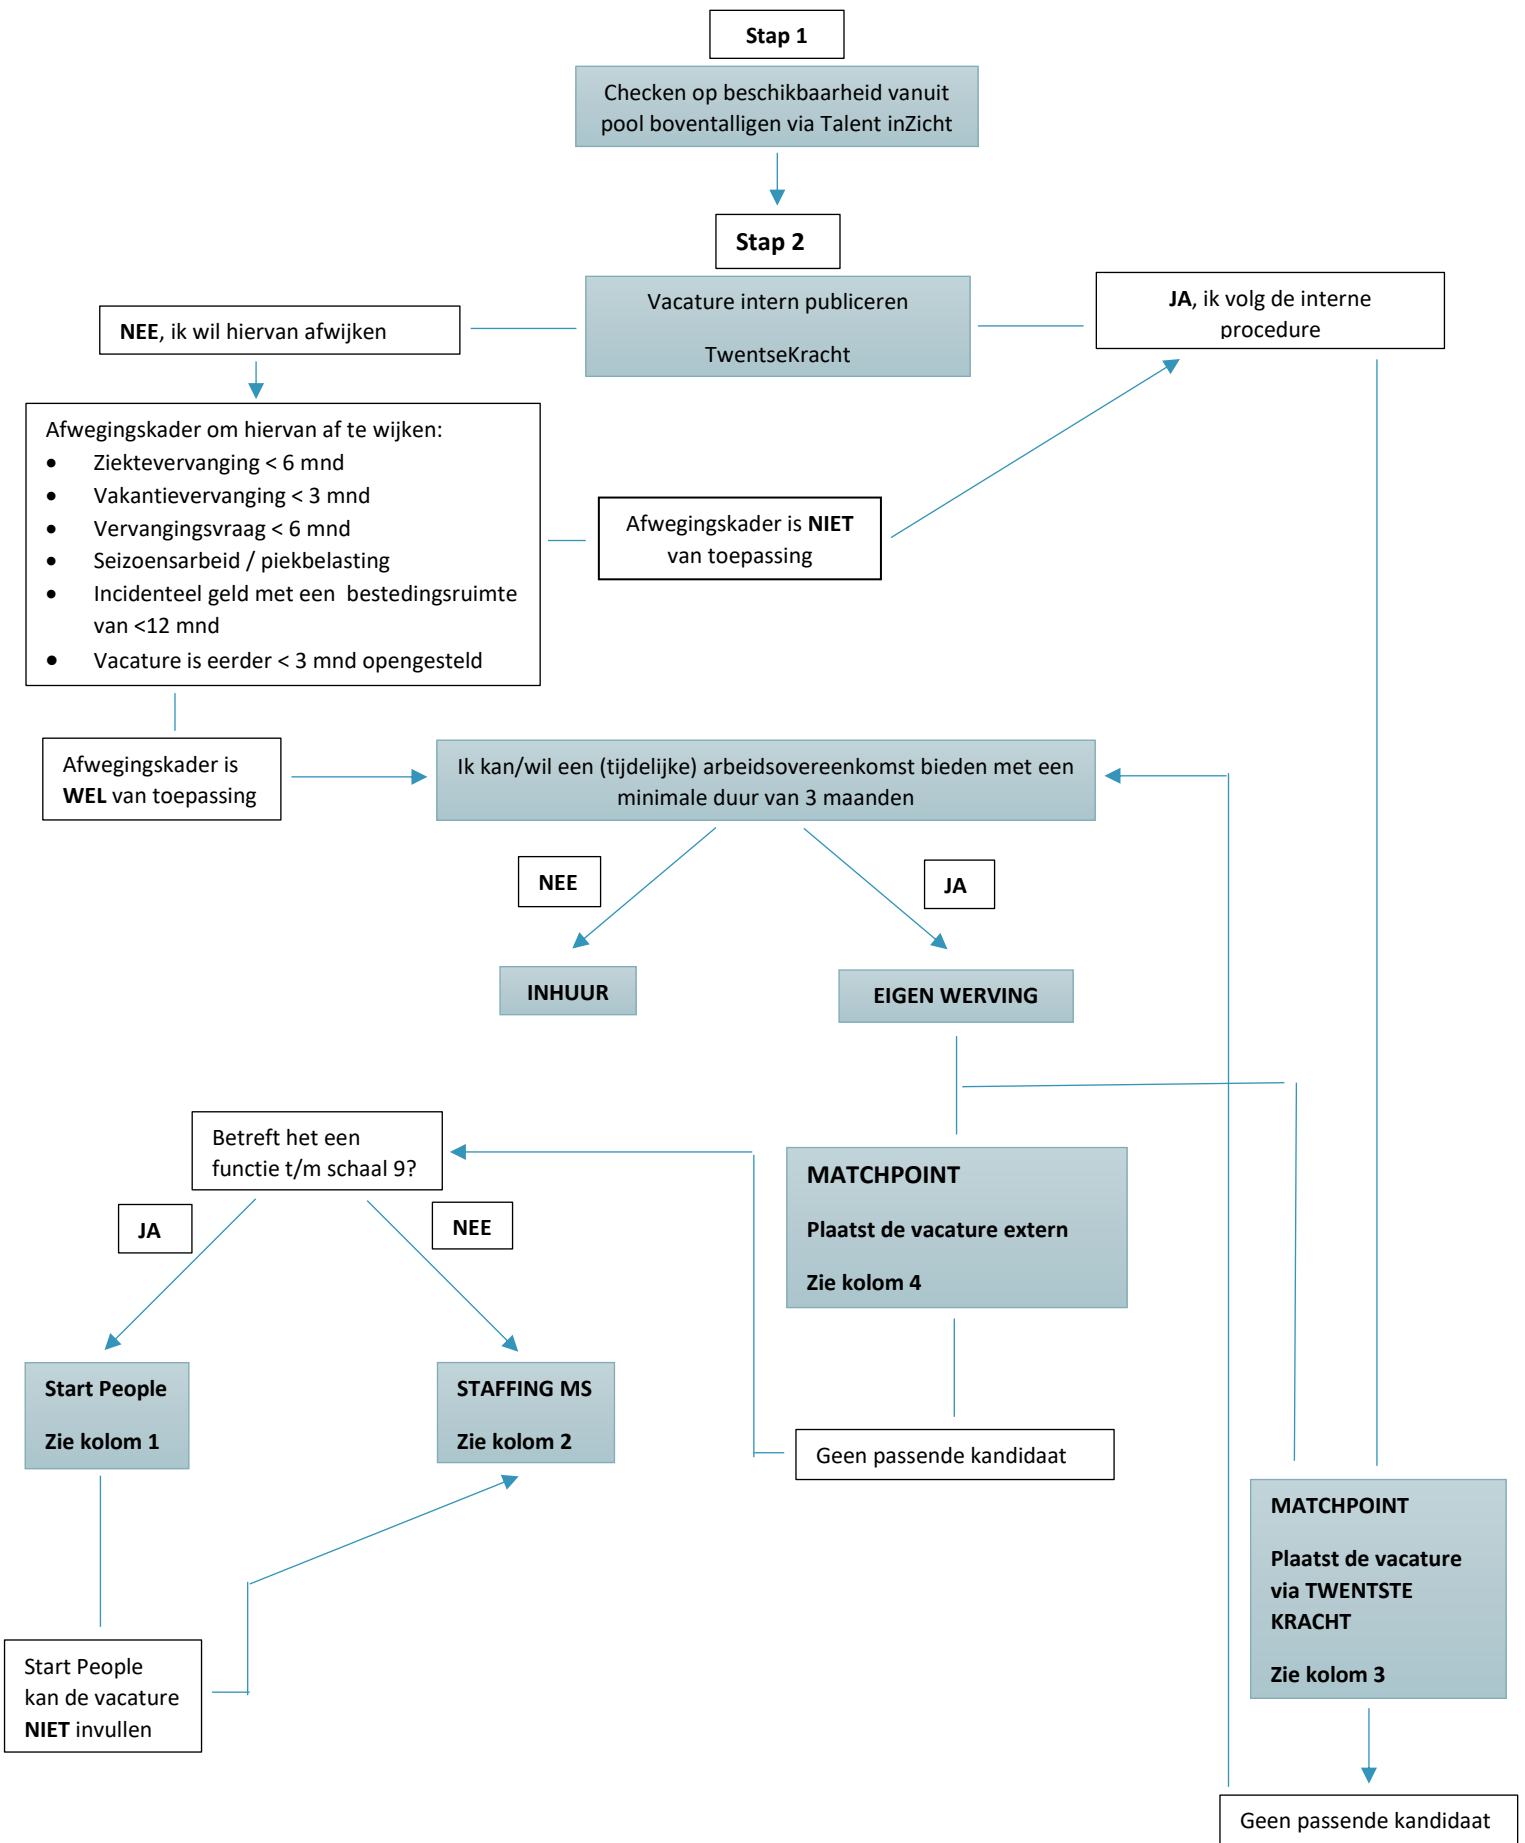 Stap 1
Checken op beschikbaarheid vanuit
pool boventalligen via Talent inZicht
Stap 2
Vacature intern publiceren
TwentseKracht
JA, ik volg de interne
procedure
NEE, ik wil hiervan afwijken
Afwegingskader om hiervan af te wijken:
• Ziektevervanging < 6 mnd
• Vakantievervanging < 3 mnd
• Vervangingsvraag < 6 mnd
• Seizoensarbeid / piekbelasting
• Incidenteel geld met een bestedingsruimte
van <12 mnd
• Vacature is eerder < 3 mnd opengesteld
Afwegingskader is NIET
van toepassing
Afwegingskader is
WEL van toepassing
Ik kan/wil een (tijdelijke) arbeidsovereenkomst bieden met een
minimale duur van 3 maanden
NEE
JA
INHUUR
EIGEN WERVING
Betreft het een
functie t/m schaal 9?
JA
NEE
MATCHPOINT
Plaatst de vacature extern
Zie kolom 4
Start People
Zie kolom 1
STAFFING MS
Zie kolom 2
Geen passende kandidaat
MATCHPOINT
Plaatst de vacature
via TWENTSTE
KRACHT
Zie kolom 3
Start People
kan de vacature
NIET invullen
Geen passende kandidaat